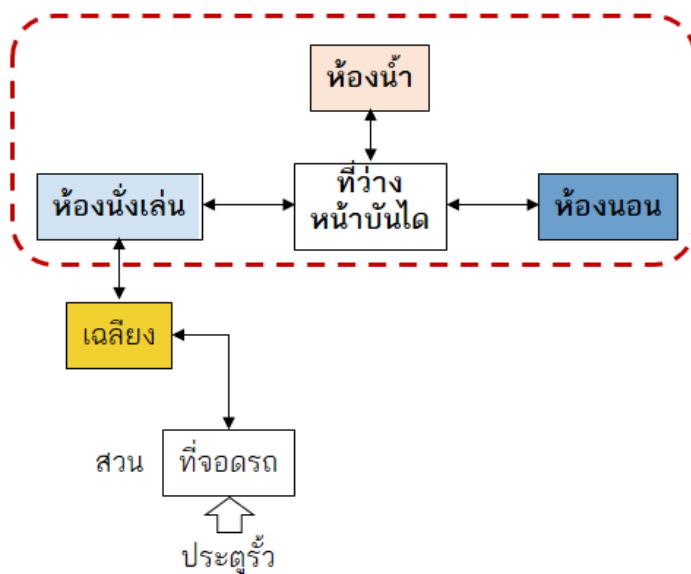 ห้องน้ำ
ห้องนั่งเล่น
ที่ว่าง
หน้าบันได
ห้องนอน
เฉลียง
สวน
ที่จอดรถ
ประตูรั้ว